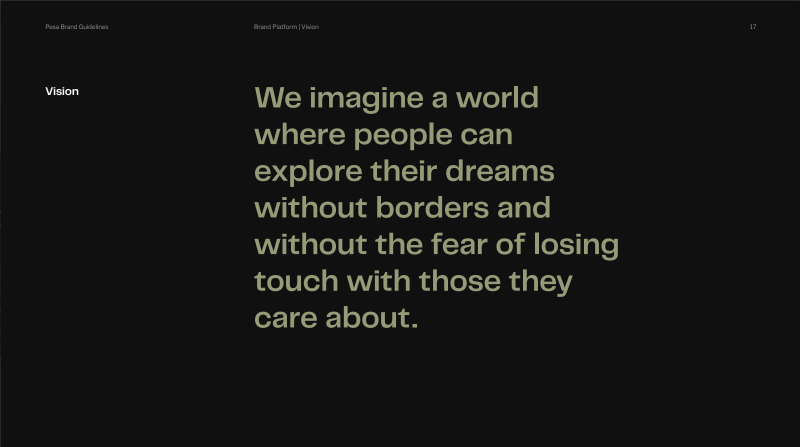 Pesa Brand Guidelines
Brand Platform | Vision
17
Vision
We imagine a world
where people can
explore their dreams
without borders and
without the fear of losing
touch with those they
care about.